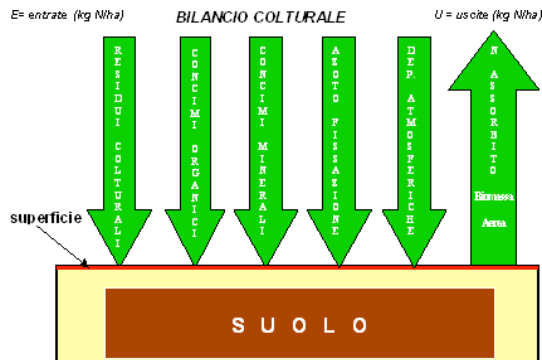 E= entrate (kg N/ha)
BILANCIO COLTURALE
U = uscite (kg N/ha)
RESIDUI COLTURALI
CONCIMI ORGANICI
CONCIMI MINERALI
AZOTO FISSAZIONE
DEP. ATMOSFERICHE
N ASSORBITO
Biomassa
Aerea
superficie
SUOLO